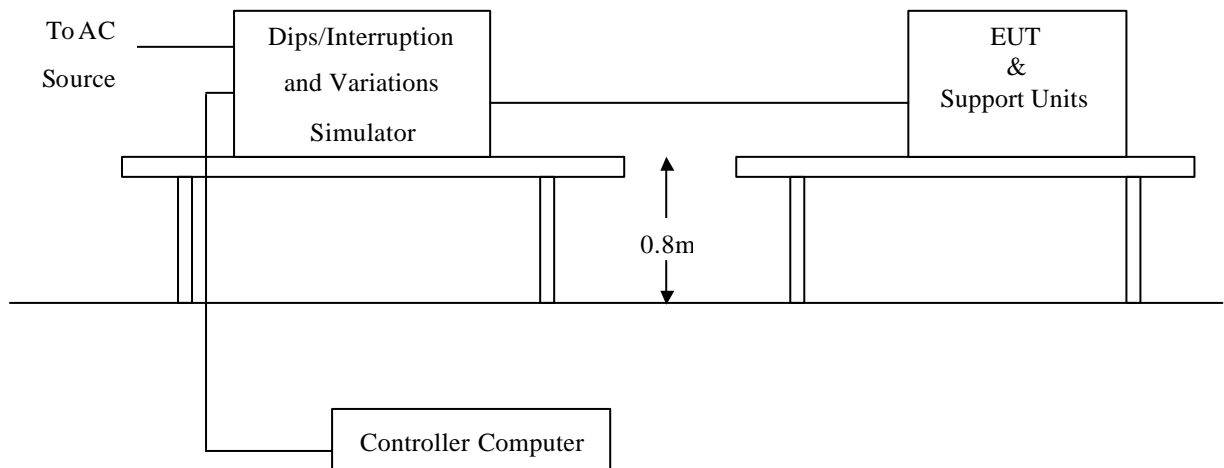 To AC
Source
Dips/Interruption
and Variations
Simulator
EUT
&
Support Units
0.8m
Controller Computer